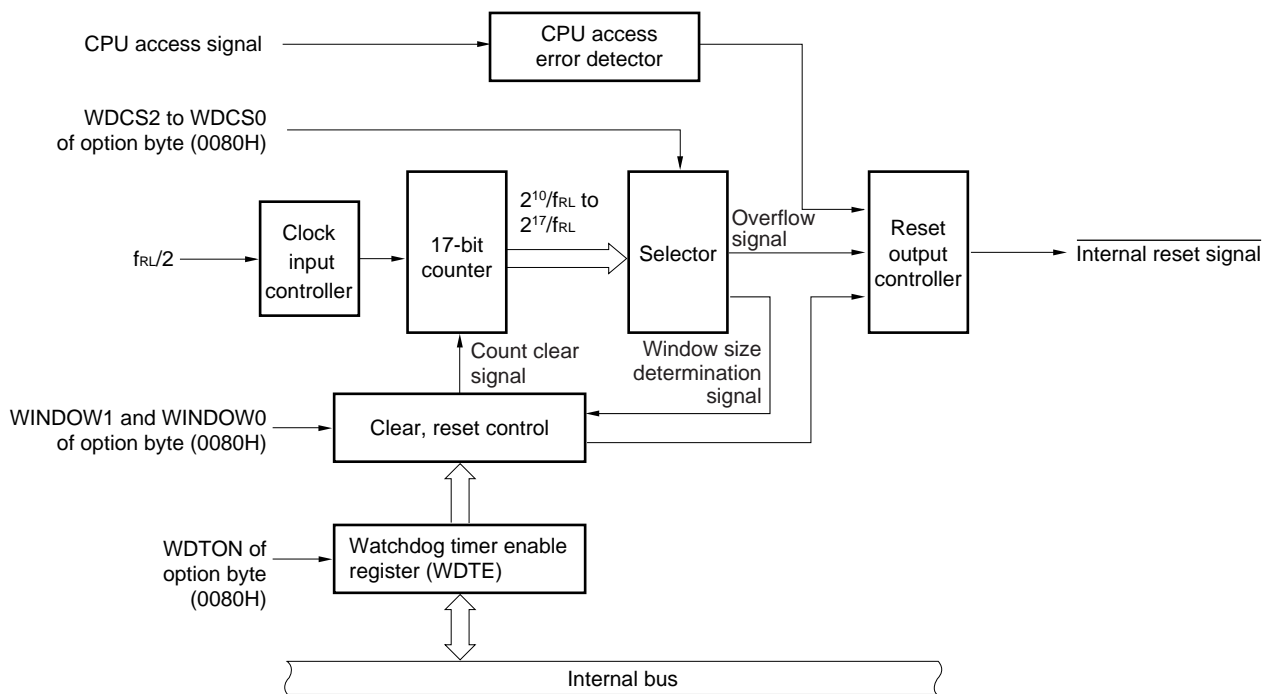 CPU access signal
CPU access
error detector
WDCS2 to WDCS0
of option byte (0080H)
fRL/2
Clock
input
controller
17-bit
counter
2¹⁰/fRL to
2¹⁷/fRL
Selector
Overflow
signal
Reset
output
controller
Internal reset signal
Count clear
signal
Window size
determination
signal
WINDOW1 and WINDOW0
of option byte (0080H)
Clear, reset control
WDTON of
option byte
(0080H)
Watchdog timer enable
register (WDTE)
Internal bus